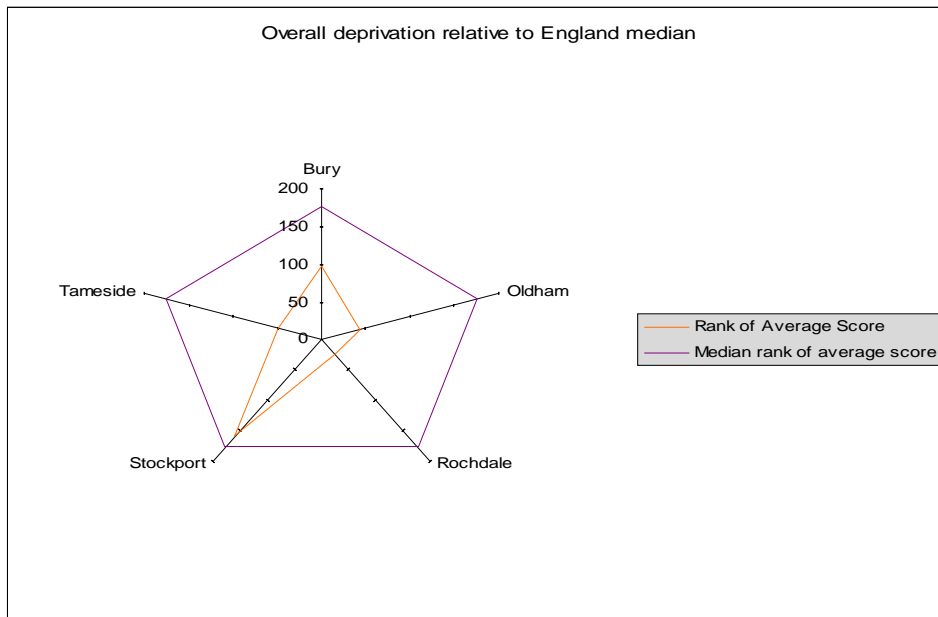 Overall deprivation relative to England median
Bury
200
150
100
50
0
Tameside
Oldham
Stockport
Rochdale
Rank of Average Score
Median rank of average score